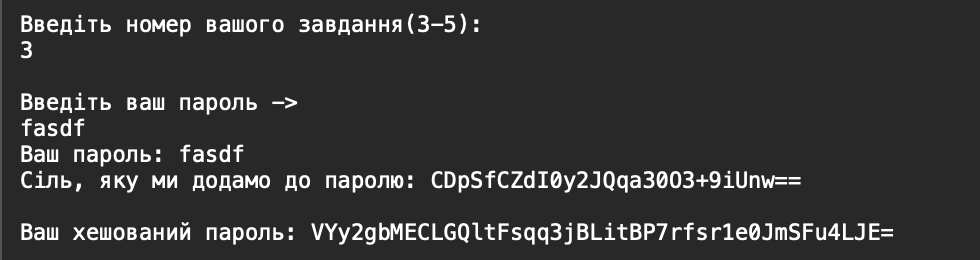 Введіть номер вашого завдання(3-5):
3
Введіть ваш пароль ->
fasdf
Ваш пароль: fasdf
Сіль, яку ми додамо до паролю: CDpSfCZdI0y2JQqa30O3+9iUnw==
Ваш хешований пароль: VYy2gbMECLGQltFsqq3jBLitBP7rfsr1e0JmSFu4LJE=